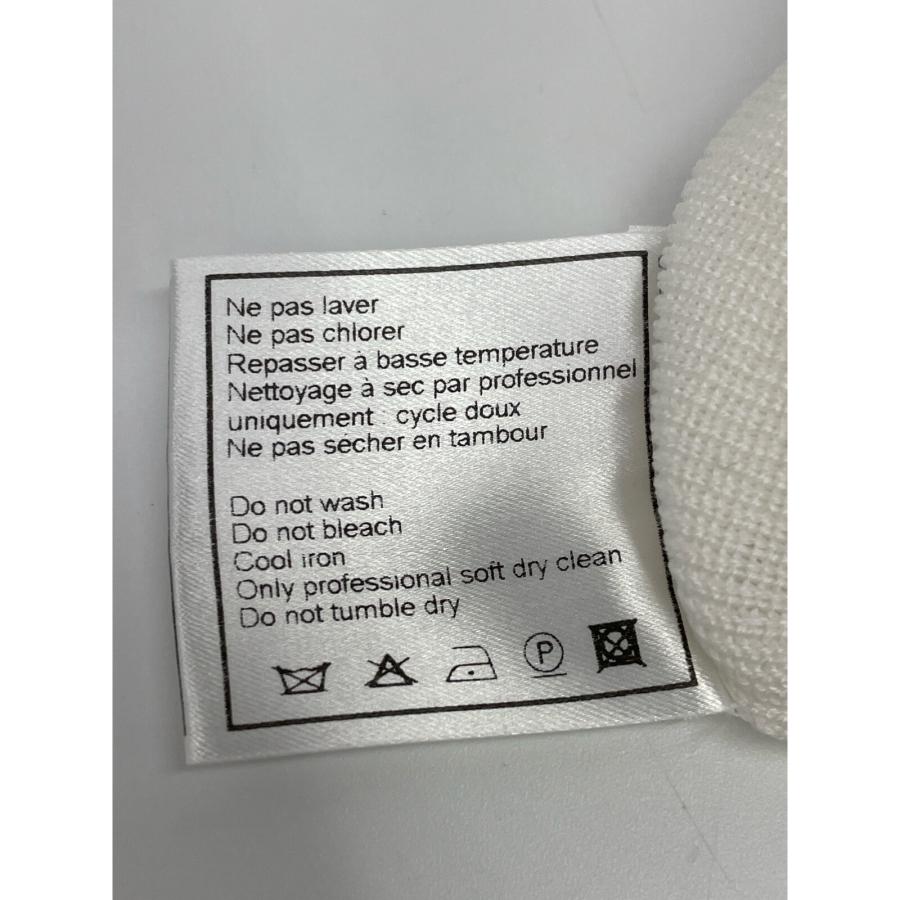 Ne pas laver
Ne pas chlorer
Repasser à basse temperature
Nettoyage à sec par professionnel
uniquement : cycle doux
Ne pas sécher en tambour
Do not wash
Do not bleach
Cool iron
Only professional soft dry clean
Do not tumble dry
P